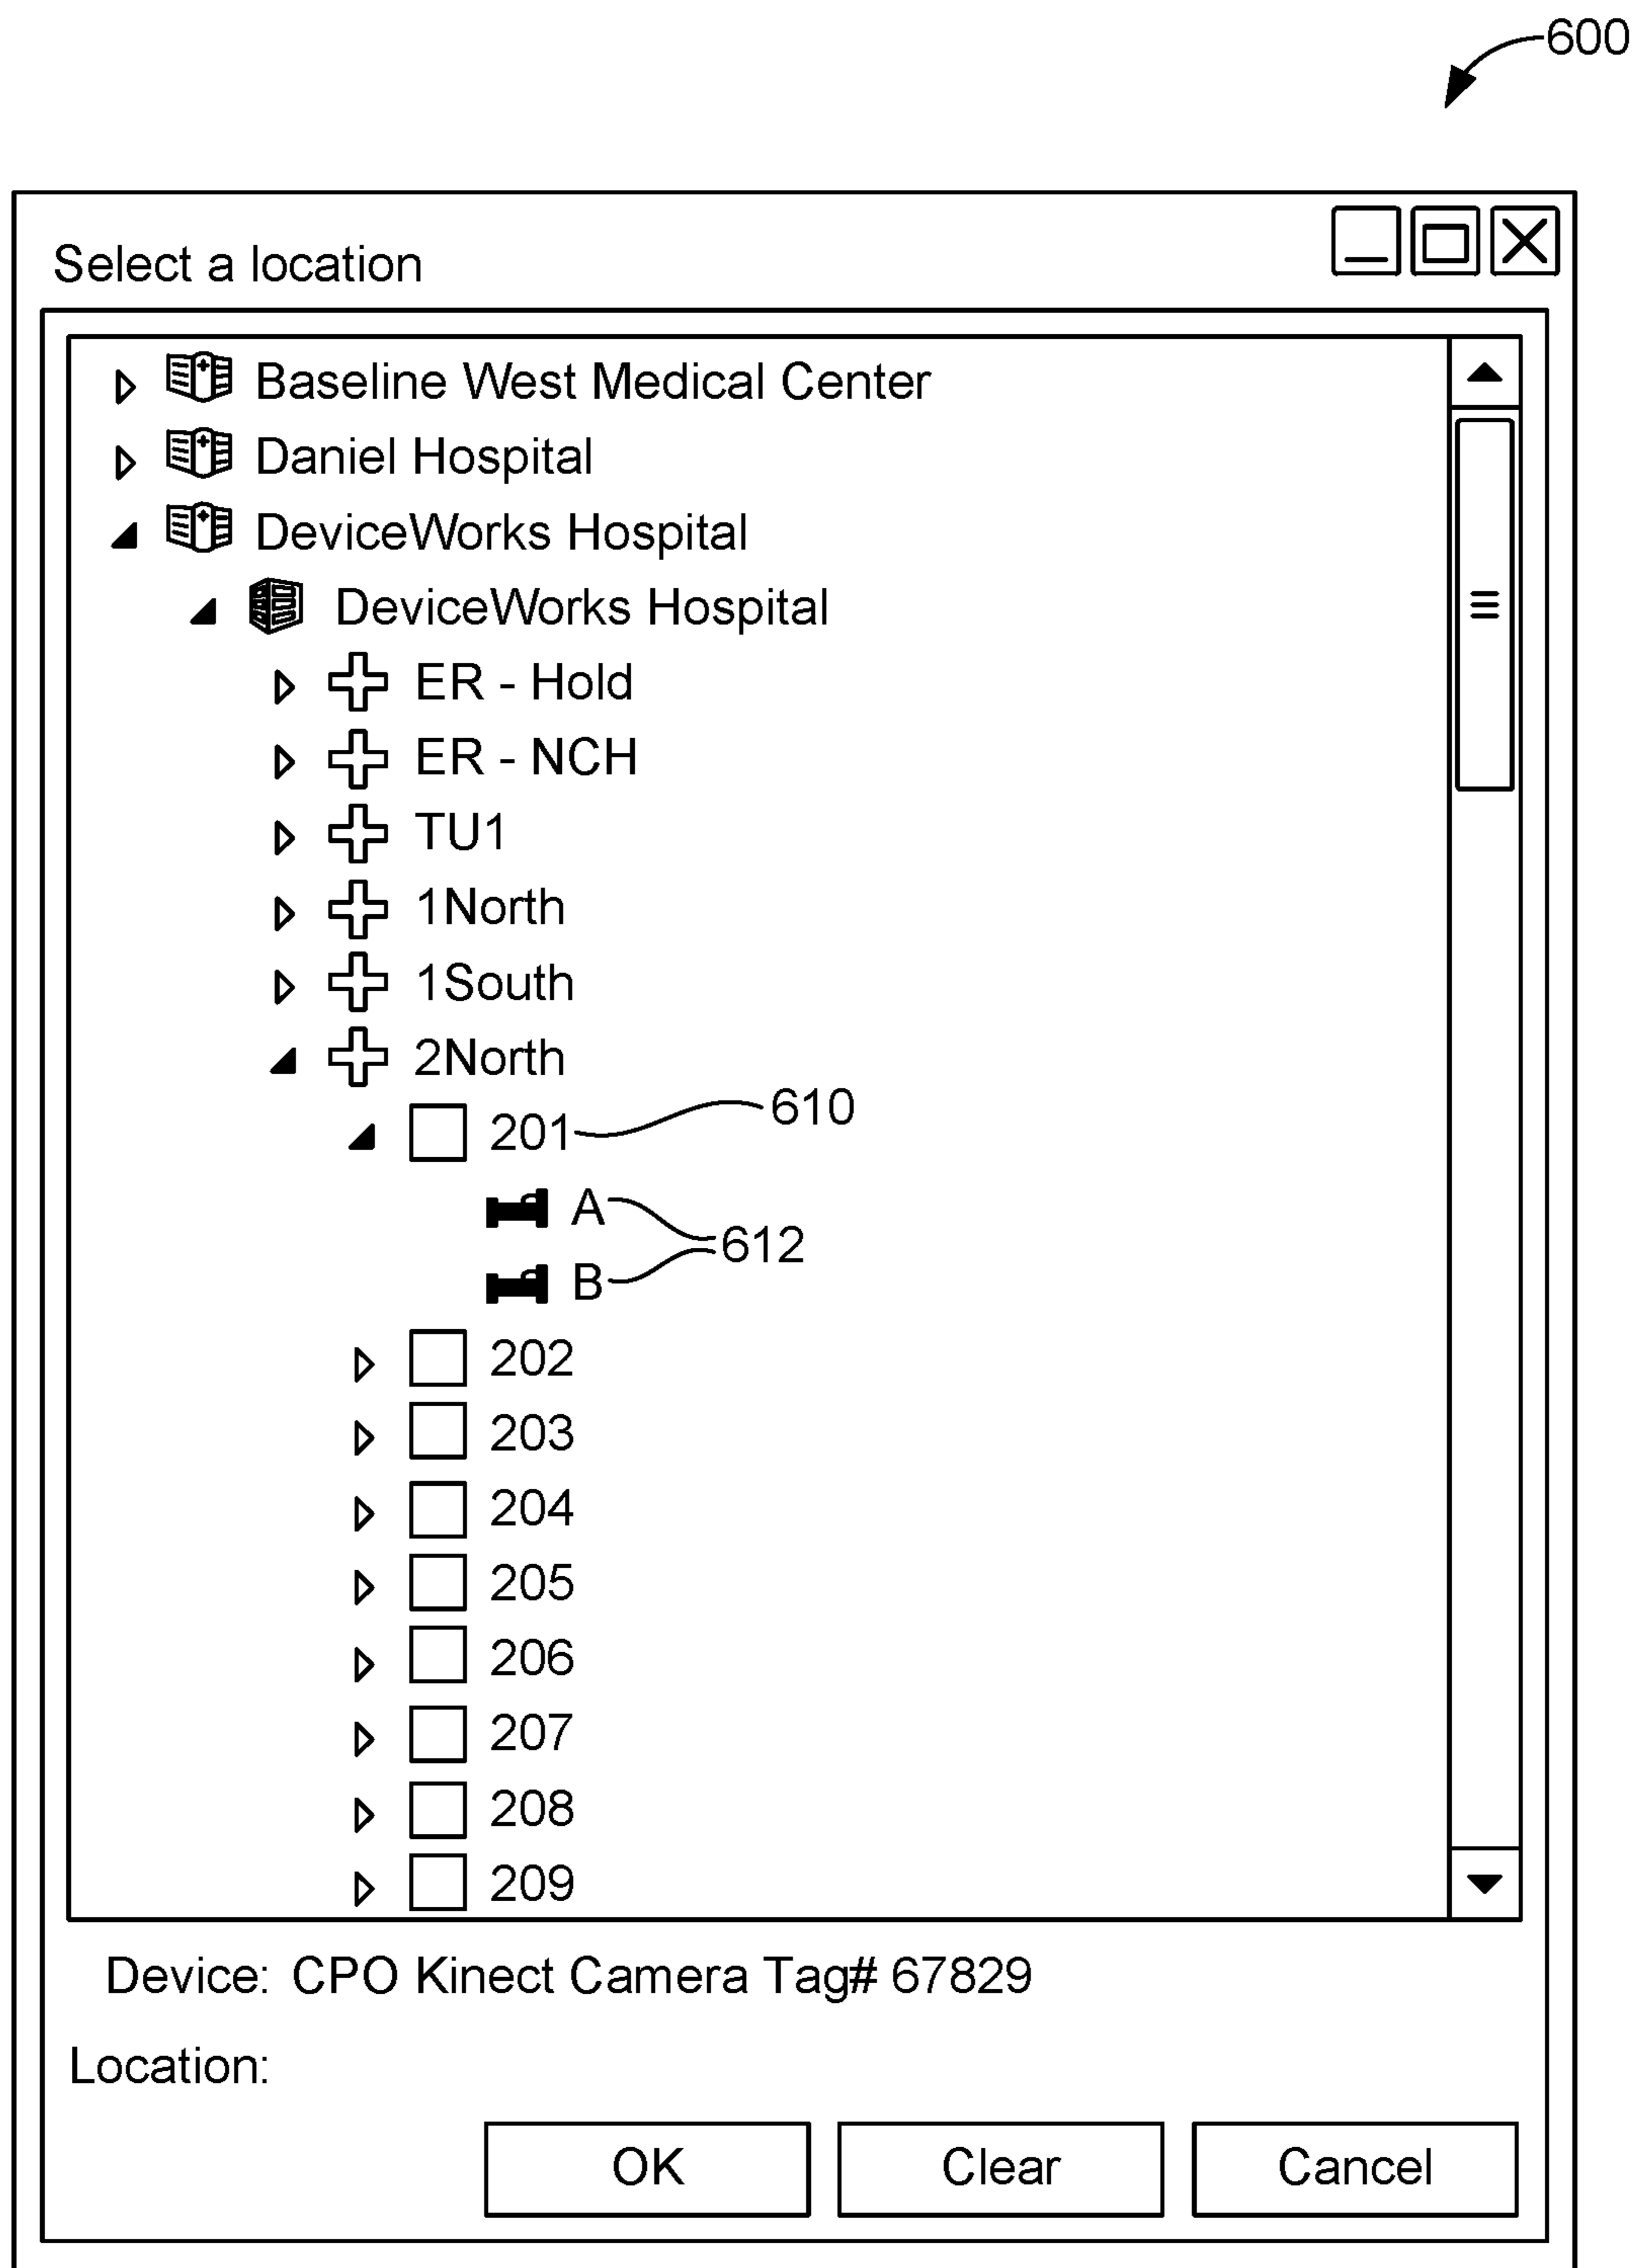 600
Select a location
Baseline West Medical Center
Daniel Hospital
DeviceWorks Hospital
DeviceWorks Hospital
ER - Hold
ER - NCH
TU1
1North
1South
2North
201
610
A
612
B
202
203
204
205
206
207
208
209
Device: CPO Kinect Camera Tag# 67829
Location:
OK Clear Cancel